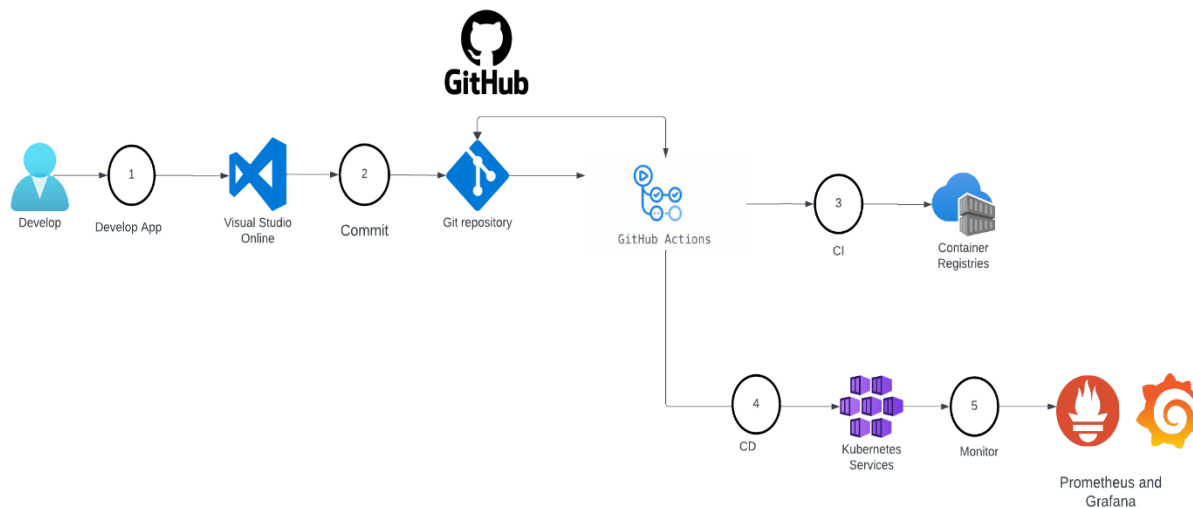 GitHub
1
2
3
Develop
Develop App
Visual Studio
Online
Commit
Git repository
GitHub Actions
CI
Container
Registries
4
5
CD
Kubernetes
Services
Monitor
Prometheus and
Grafana